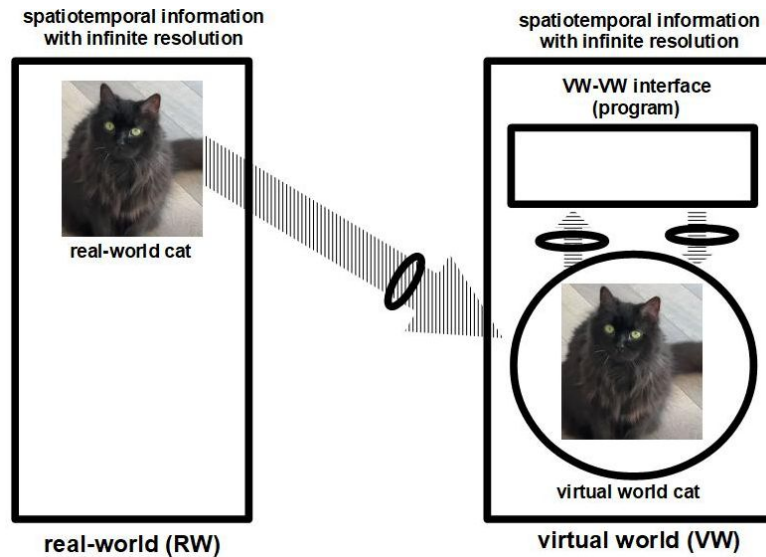 spatiotemporal information
with infinite resolution
real-world cat
real-world (RW)
spatiotemporal information
with infinite resolution
VW-VW interface
(program)
virtual world cat
virtual world (VW)